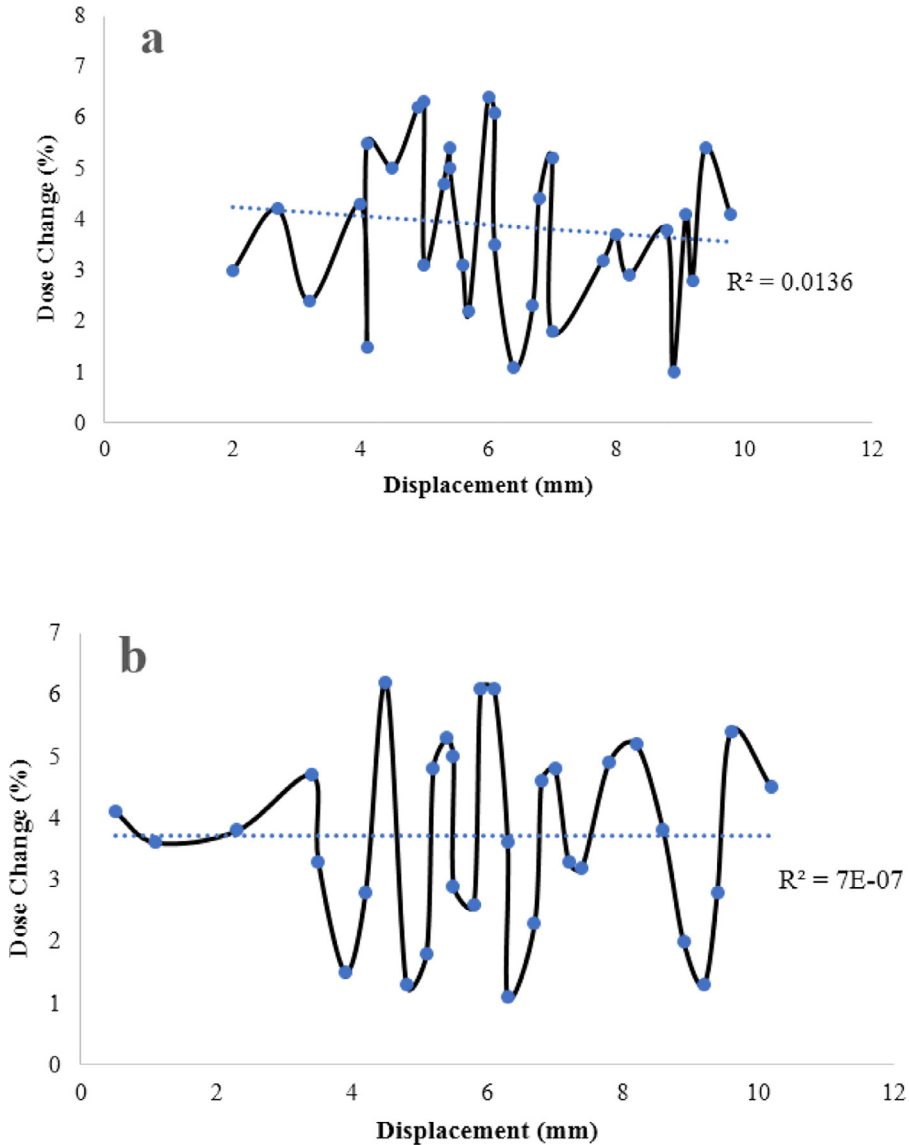 a
8
7
6
5
4
3
2
1
0
Dose Change (%)
R² = 0.0136
0 2 4 6 8 10 12
Displacement (mm)
b
7
6
5
4
3
2
1
0
Dose Change (%)
R² = 7E-07
0 2 4 6 8 10 12
Displacement (mm)